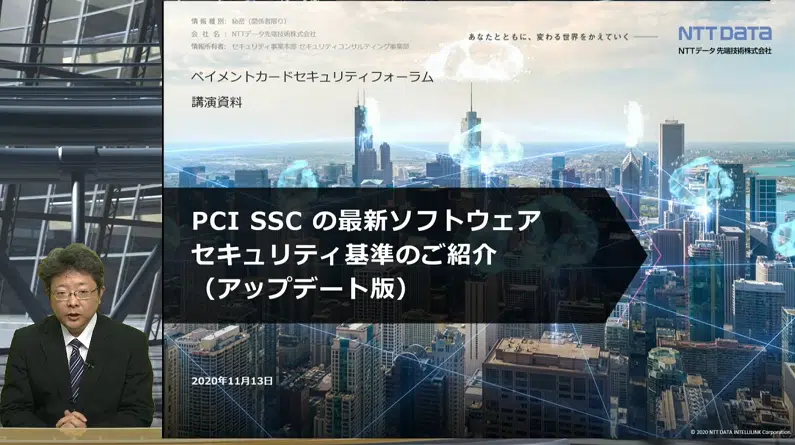 情 報 種 別: 秘密（関係者限り）
会 社 名 : NTTデータ先端技術株式会社
情報所有者: セキュリティ事業本部 セキュリティコンサルティング事業部
あなたとともに、変わる世界をかえていく
NTT DATA
NTTデータ先端技術株式会社
ペイメントカードセキュリティフォーラム
講演資料
PCI SSC の最新ソフトウェア
セキュリティ基準のご紹介
（アップデート版）
2020年11月13日
© 2020 NTT DATA INTELLILINK Corporation